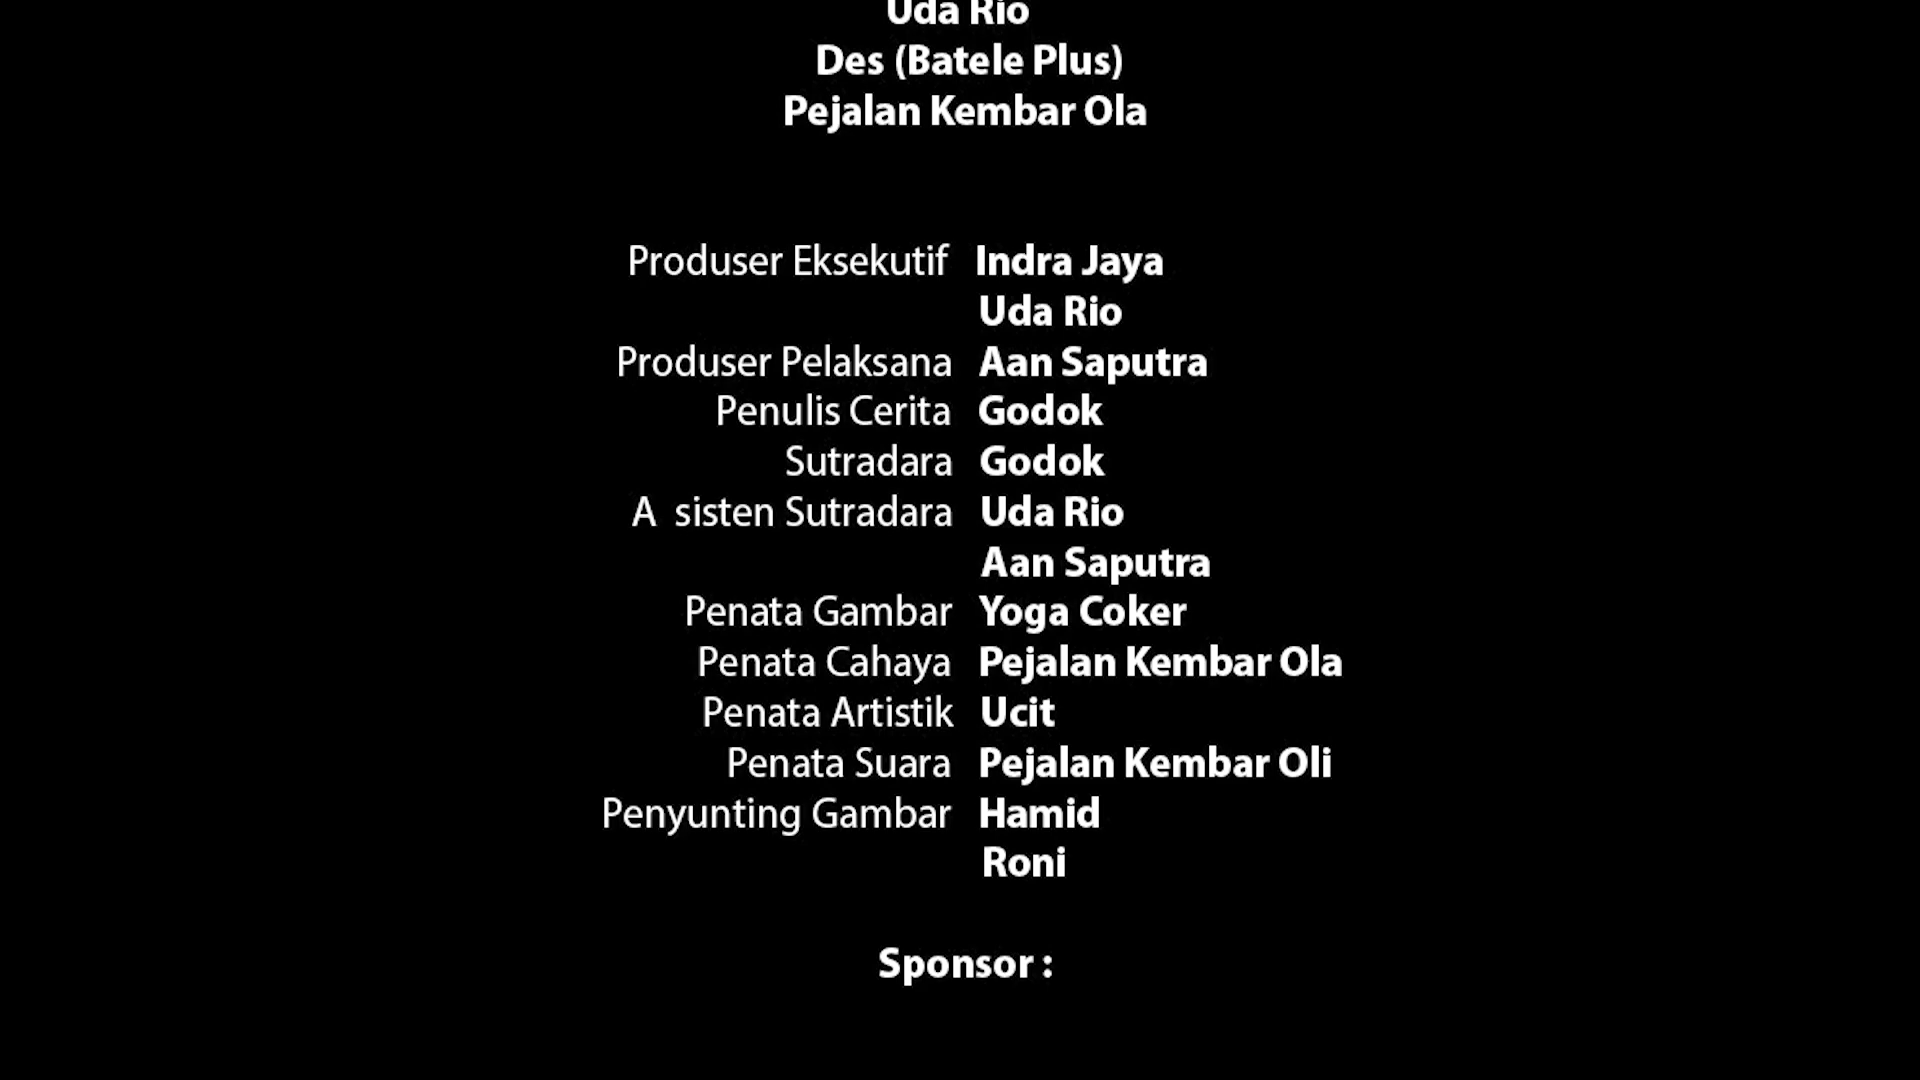 Uda Rio
Des (Batele Plus)
Pejalan Kembar Ola
Produser Eksekutif Indra Jaya
Uda Rio
Produser Pelaksana Aan Saputra
Penulis Cerita Godok
Sutradara Godok
A sisten Sutradara Uda Rio
Aan Saputra
Penata Gambar Yoga Coker
Penata Cahaya Pejalan Kembar Ola
Penata Artistik Ucit
Penata Suara Pejalan Kembar Oli
Penyunting Gambar Hamid
Roni
Sponsor :